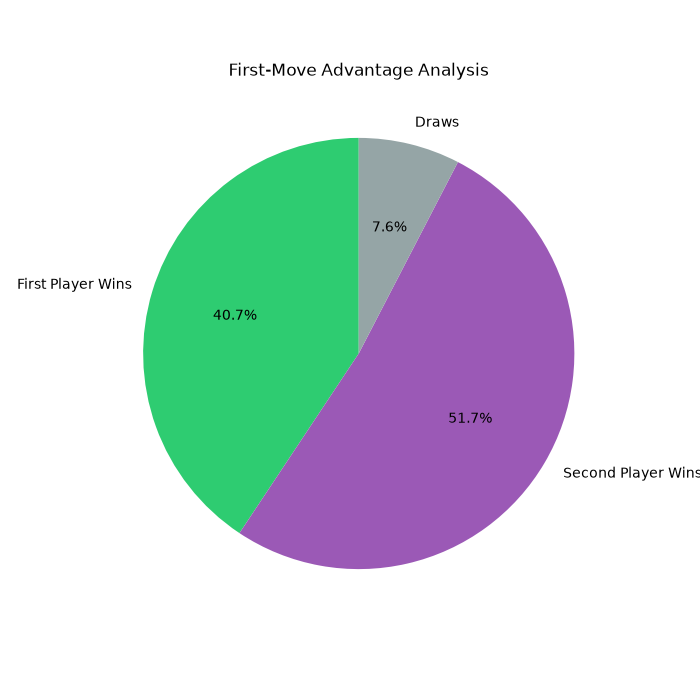 First-Move Advantage Analysis
Draws
7.6%
First Player Wins
40.7%
51.7%
Second Player Wins